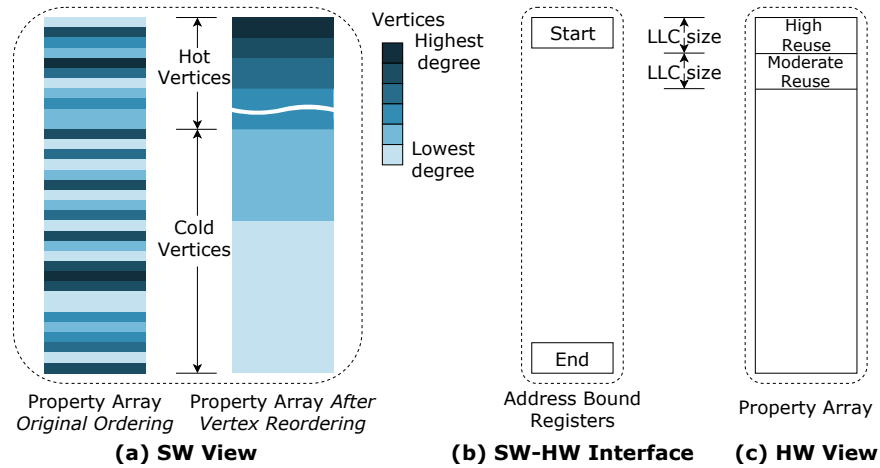 Hot
Vertices
Cold
Vertices
Property Array
Original Ordering
Property Array After
Vertex Reordering
(a) SW View
Vertices
Highest
degree
Lowest
degree
Start
End
Address Bound
Registers
(b) SW-HW Interface
LLC size
LLC size
High
Reuse
Moderate
Reuse
Property Array
(c) HW View